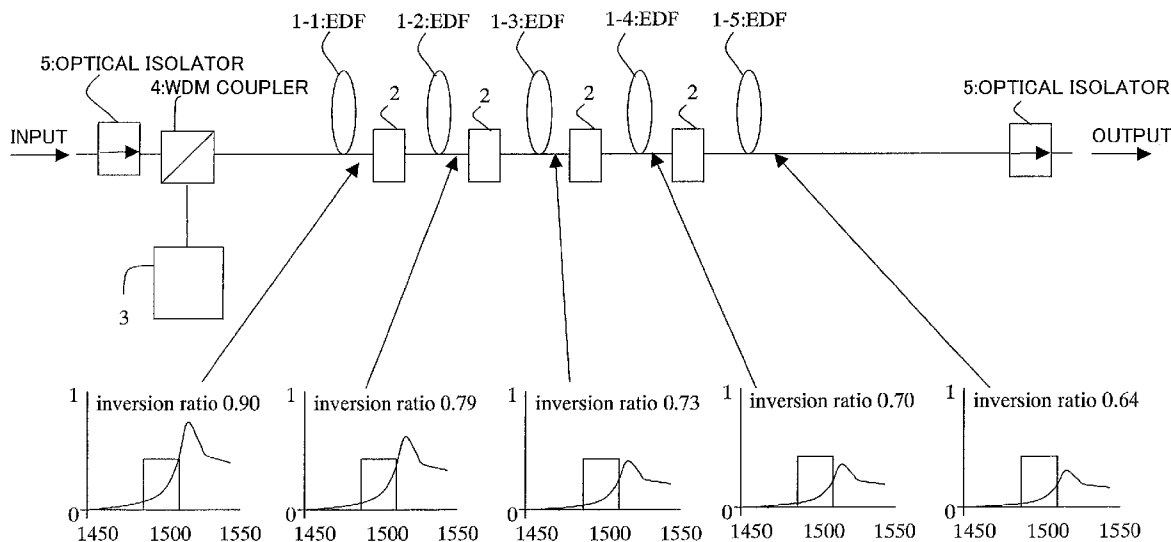 1-1:EDF 1-2:EDF 1-3:EDF 1-4:EDF 1-5:EDF
5:OPTICAL ISOLATOR
4:WDM COUPLER
5:OPTICAL ISOLATOR
2 2 2 2
INPUT
OUTPUT
3
1 inversion ratio 0.90
0
1450 1500 1550
1 inversion ratio 0.79
0
1450 1500 1550
1 inversion ratio 0.73
0
1450 1500 1550
1 inversion ratio 0.70
0
1450 1500 1550
1 inversion ratio 0.64
0
1450 1500 1550